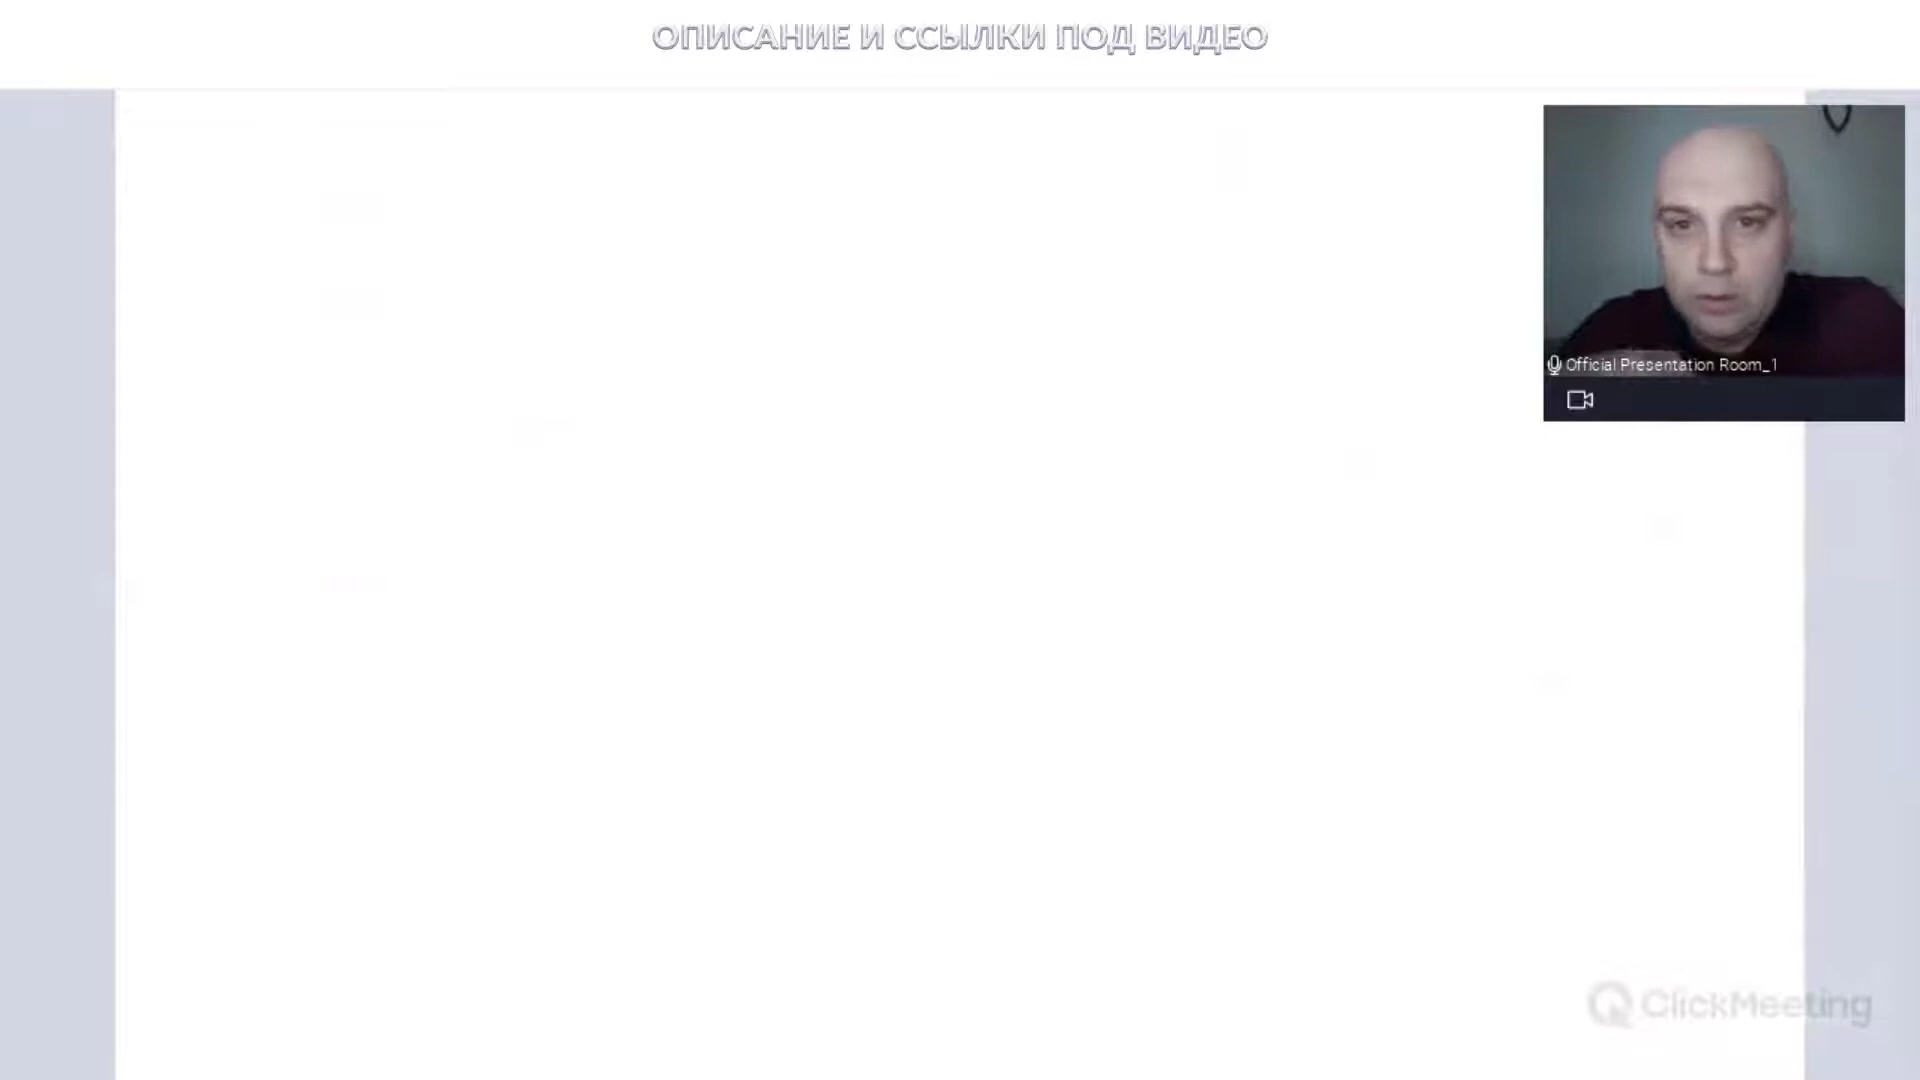 ОПИСАНИЕ И ССЫЛКИ ПОД ВИДЕО
Official Presentation Room_1
ClickMeeting